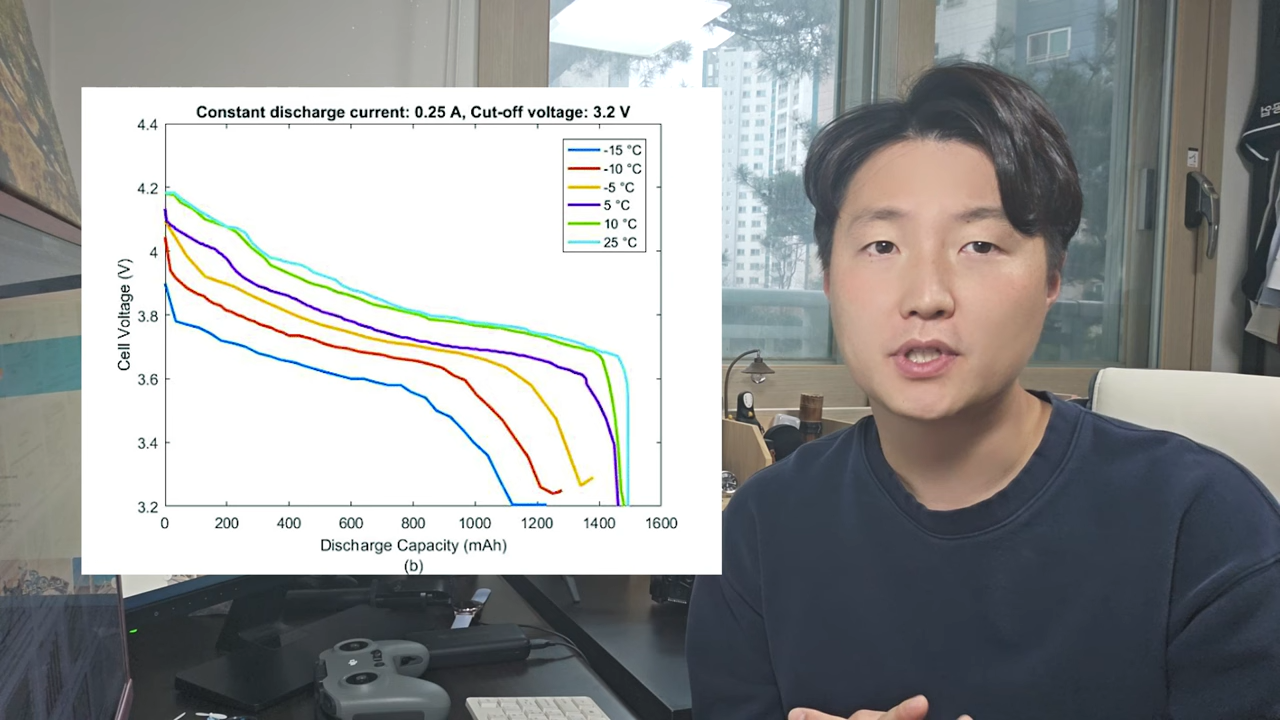 Constant discharge current: 0.25 A, Cut-off voltage: 3.2 V
4.4
4.2
4
3.8
3.6
3.4
3.2
Cell Voltage (V)
-15 °C
-10 °C
-5 °C
5 °C
10 °C
25 °C
0 200 400 600 800 1000 1200 1400 1600
Discharge Capacity (mAh)
(b)